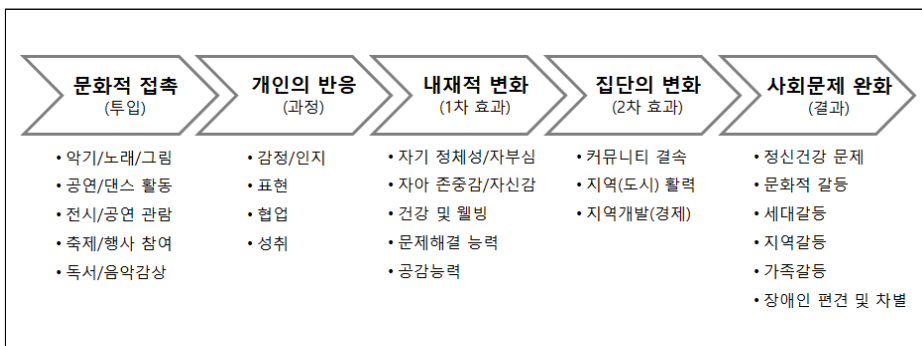 문화적 접촉
(투입)
• 악기/노래/그림
• 공연/댄스 활동
• 전시/공연 관람
• 축제/행사 참여
• 독서/음악감상
개인의 반응
(과정)
• 감정/인지
• 표현
• 협업
• 성취
내재적 변화
(1차 효과)
• 자기 정체성/자부심
• 자아 존중감/자신감
• 건강 및 웰빙
• 문제해결 능력
• 공감능력
집단의 변화
(2차 효과)
• 커뮤니티 결속
• 지역(도시) 활력
• 지역개발(경제)
사회문제 완화
(결과)
• 정신건강 문제
• 문화적 갈등
• 세대갈등
• 지역갈등
• 가족갈등
• 장애인 편견 및 차별